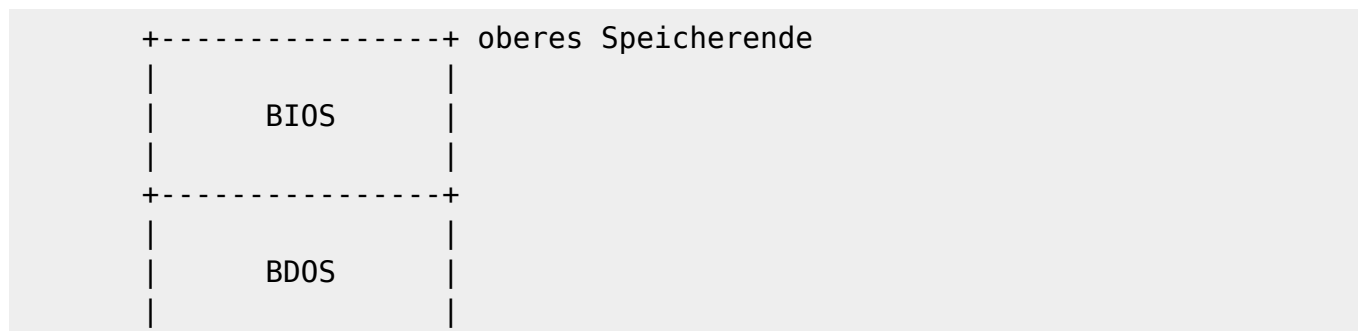 +----------------+ oberes Speicherende
|                |
|      BIOS      |
|                |
+----------------+
|                |
|      BDOS      |
|                |